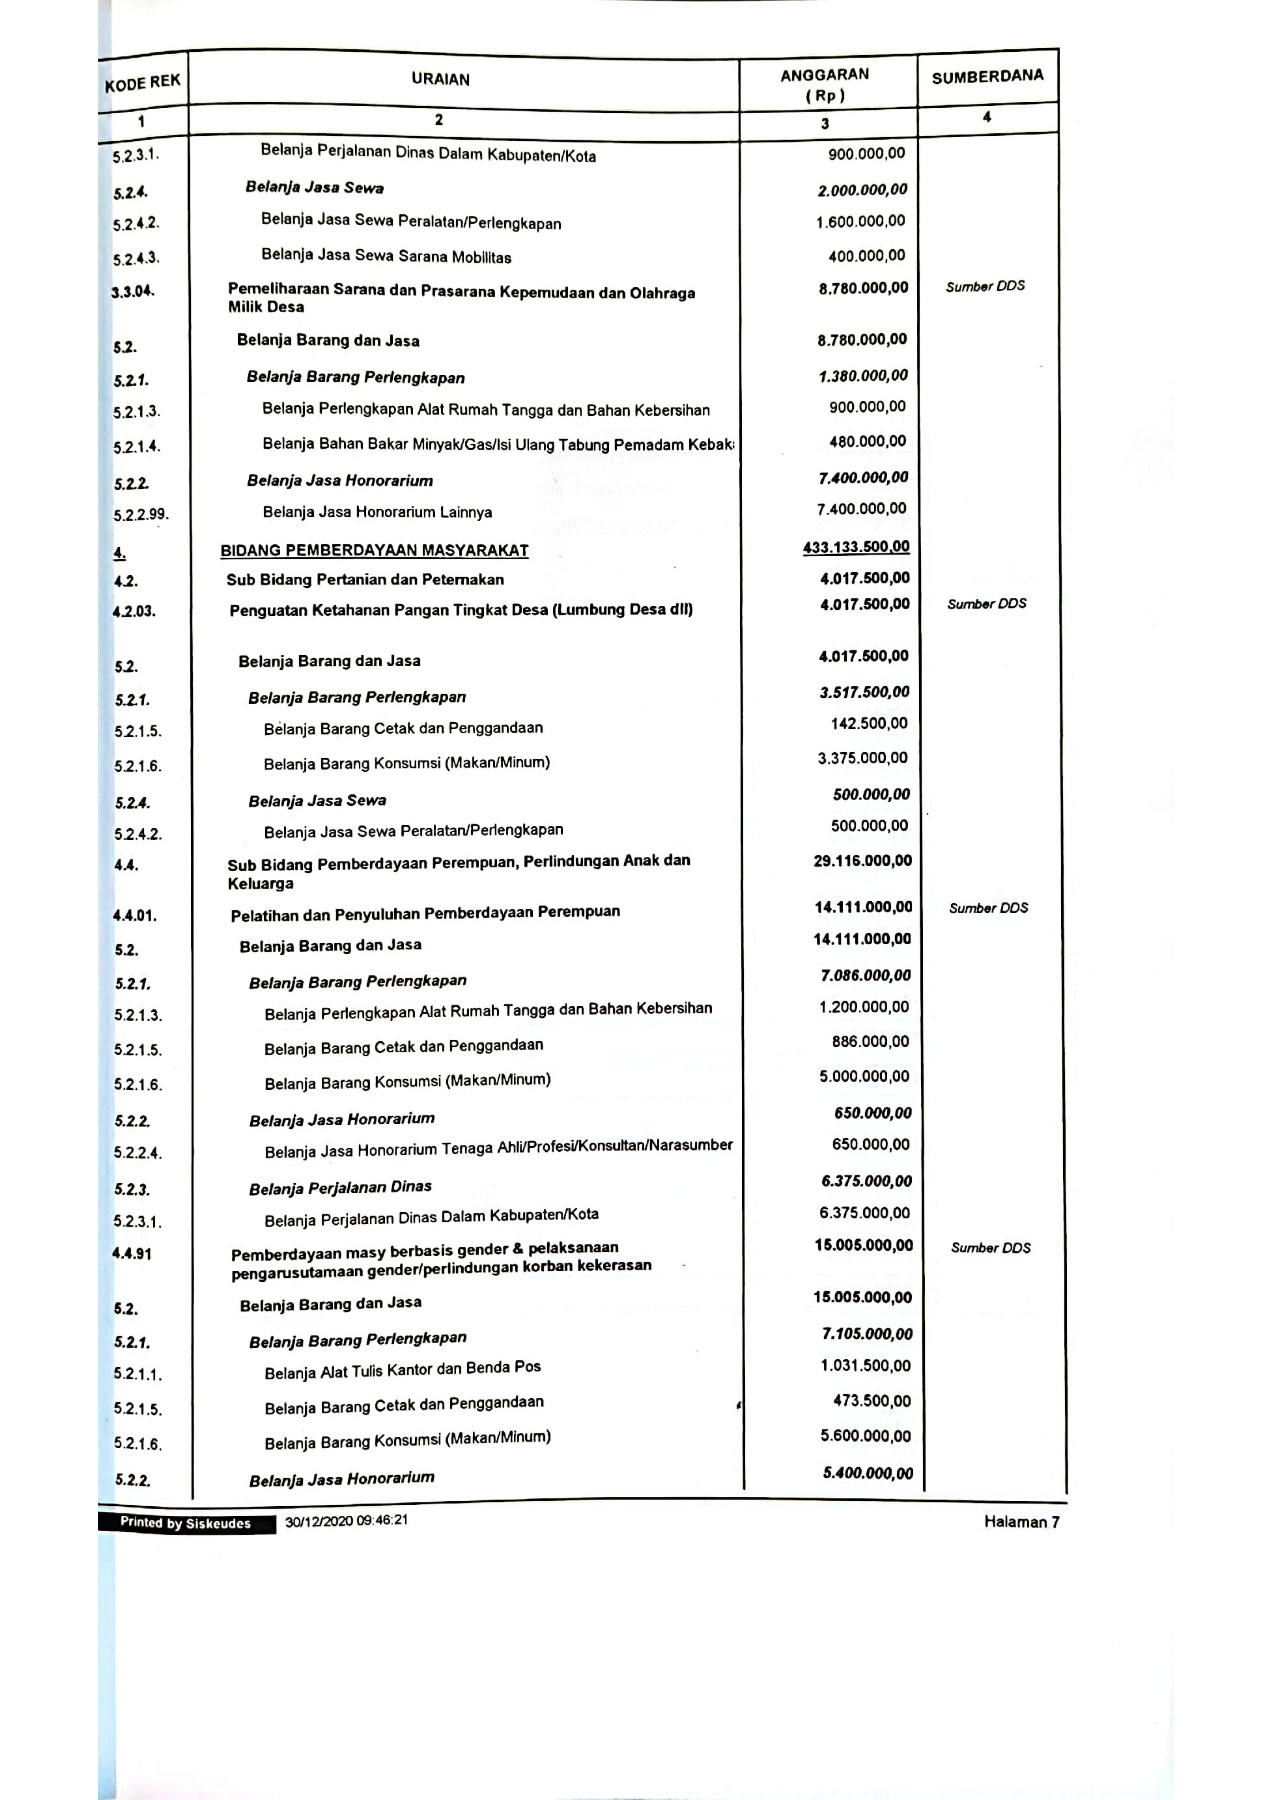 KODE REK URAIAN ANGGARAN ( Rp ) SUMBERDANA
1 2 3 4
5.2.3.1. Belanja Perjalanan Dinas Dalam Kabupaten/Kota 900.000,00
5.2.4. Belanja Jasa Sewa 2.000.000,00
5.2.4.2. Belanja Jasa Sewa Peralatan/Perlengkapan 1.600.000,00
5.2.4.3. Belanja Jasa Sewa Sarana Mobilitas 400.000,00
3.3.04. Pemeliharaan Sarana dan Prasarana Kepemudaan dan Olahraga 8.780.000,00 Sumber DDS
Milik Desa
5.2. Belanja Barang dan Jasa 8.780.000,00
5.2.1. Belanja Barang Perlengkapan 1.380.000,00
5.2.1.3. Belanja Perlengkapan Alat Rumah Tangga dan Bahan Kebersihan 900.000,00
5.2.1.4. Belanja Bahan Bakar Minyak/Gas/Isi Ulang Tabung Pemadam Kebak 480.000,00
5.2.2. Belanja Jasa Honorarium 7.400.000,00
5.2.2.99. Belanja Jasa Honorarium Lainnya 7.400.000,00
4. BIDANG PEMBERDAYAAN MASYARAKAT 433.133.500,00
4.2. Sub Bidang Pertanian dan Peternakan 4.017.500,00
4.2.03. Penguatan Ketahanan Pangan Tingkat Desa (Lumbung Desa dll) 4.017.500,00 Sumber DDS
5.2. Belanja Barang dan Jasa 4.017.500,00
5.2.1. Belanja Barang Perlengkapan 3.517.500,00
5.2.1.5. Belanja Barang Cetak dan Penggandaan 142.500,00
5.2.1.6. Belanja Barang Konsumsi (Makan/Minum) 3.375.000,00
5.2.4. Belanja Jasa Sewa 500.000,00
5.2.4.2. Belanja Jasa Sewa Peralatan/Perlengkapan 500.000,00
4.4. Sub Bidang Pemberdayaan Perempuan, Perlindungan Anak dan 29.116.000,00
Keluarga
4.4.01. Pelatihan dan Penyuluhan Pemberdayaan Perempuan 14.111.000,00 Sumber DDS
5.2. Belanja Barang dan Jasa 14.111.000,00
5.2.1. Belanja Barang Perlengkapan 7.086.000,00
5.2.1.3. Belanja Perlengkapan Alat Rumah Tangga dan Bahan Kebersihan 1.200.000,00
5.2.1.5. Belanja Barang Cetak dan Penggandaan 886.000,00
5.2.1.6. Belanja Barang Konsumsi (Makan/Minum) 5.000.000,00
5.2.2. Belanja Jasa Honorarium 650.000,00
5.2.2.4. Belanja Jasa Honorarium Tenaga Ahli/Profesi/Konsultan/Narasumber 650.000,00
5.2.3. Belanja Perjalanan Dinas 6.375.000,00
5.2.3.1. Belanja Perjalanan Dinas Dalam Kabupaten/Kota 6.375.000,00
4.4.91 Pemberdayaan masy berbasis gender & pelaksanaan 15.005.000,00 Sumber DDS
pengarusutamaan gender/perlindungan korban kekerasan
5.2. Belanja Barang dan Jasa 15.005.000,00
5.2.1. Belanja Barang Perlengkapan 7.105.000,00
5.2.1.1. Belanja Alat Tulis Kantor dan Benda Pos 1.031.500,00
5.2.1.5. Belanja Barang Cetak dan Penggandaan 473.500,00
5.2.1.6. Belanja Barang Konsumsi (Makan/Minum) 5.600.000,00
5.2.2. Belanja Jasa Honorarium 5.400.000,00
Printed by Siskeudes 30/12/2020 09:46:21 Halaman 7